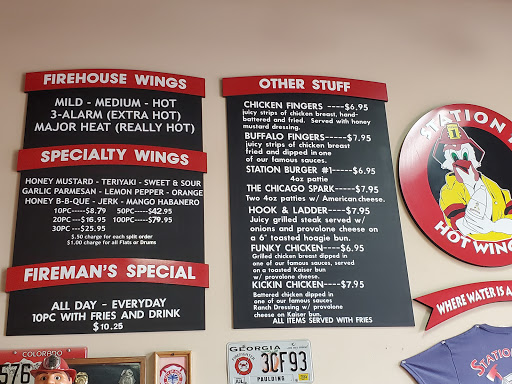 FIREHOUSE WINGS
MILD - MEDIUM - HOT
3-ALARM (EXTRA HOT)
MAJOR HEAT (REALLY HOT)
SPECIALTY WINGS
HONEY MUSTARD - TERIYAKI - SWEET & SOUR
GARLIC PARMESAN - LEMON PEPPER - ORANGE
HONEY B-B-QUE - JERK - MANGO HABANERO
10PC-----$8.79 50PC-----$42.95
20PC---$16.95 100PC----$79.95
30PC---$25.95
$.50 charge for each split order
$1.00 charge for all Flats or Drums
FIREMAN'S SPECIAL
ALL DAY - EVERYDAY
10PC WITH FRIES AND DRINK
$10.25
OTHER STUFF
CHICKEN FINGERS ----$6.95
juicy strips of chicken breast, hand-
battered and fried. Served with honey
mustard dressing.
BUFFALO FINGERS-----$7.95
juicy strips of chicken breast
fried and dipped in one
of our famous sauces.
STATION BURGER #1-----$6.95
4oz pattie
THE CHICAGO SPARK-----$7.95
Two 4oz patties w/ American cheese.
HOOK & LADDER----$7.95
Juicy grilled steak served w/
onions and provolone cheese on
a 6" toasted hoagie bun.
FUNKY CHICKEN----$6.95
Grilled chicken breast dipped in
one of our famous sauces, served
on a toasted Kaiser bun
w/ provolone cheese.
KICKIN CHICKEN----$7.95
Battered chicken dipped in
one of our famous sauces
Ranch Dressing w/ provolone
cheese on Kaiser bun.
ALL ITEMS SERVED WITH FRIES
STATION
HOT WING
WHERE WATER IS A
STATION
COLORADO
576
GEORGIA
3CF93
PAULDING